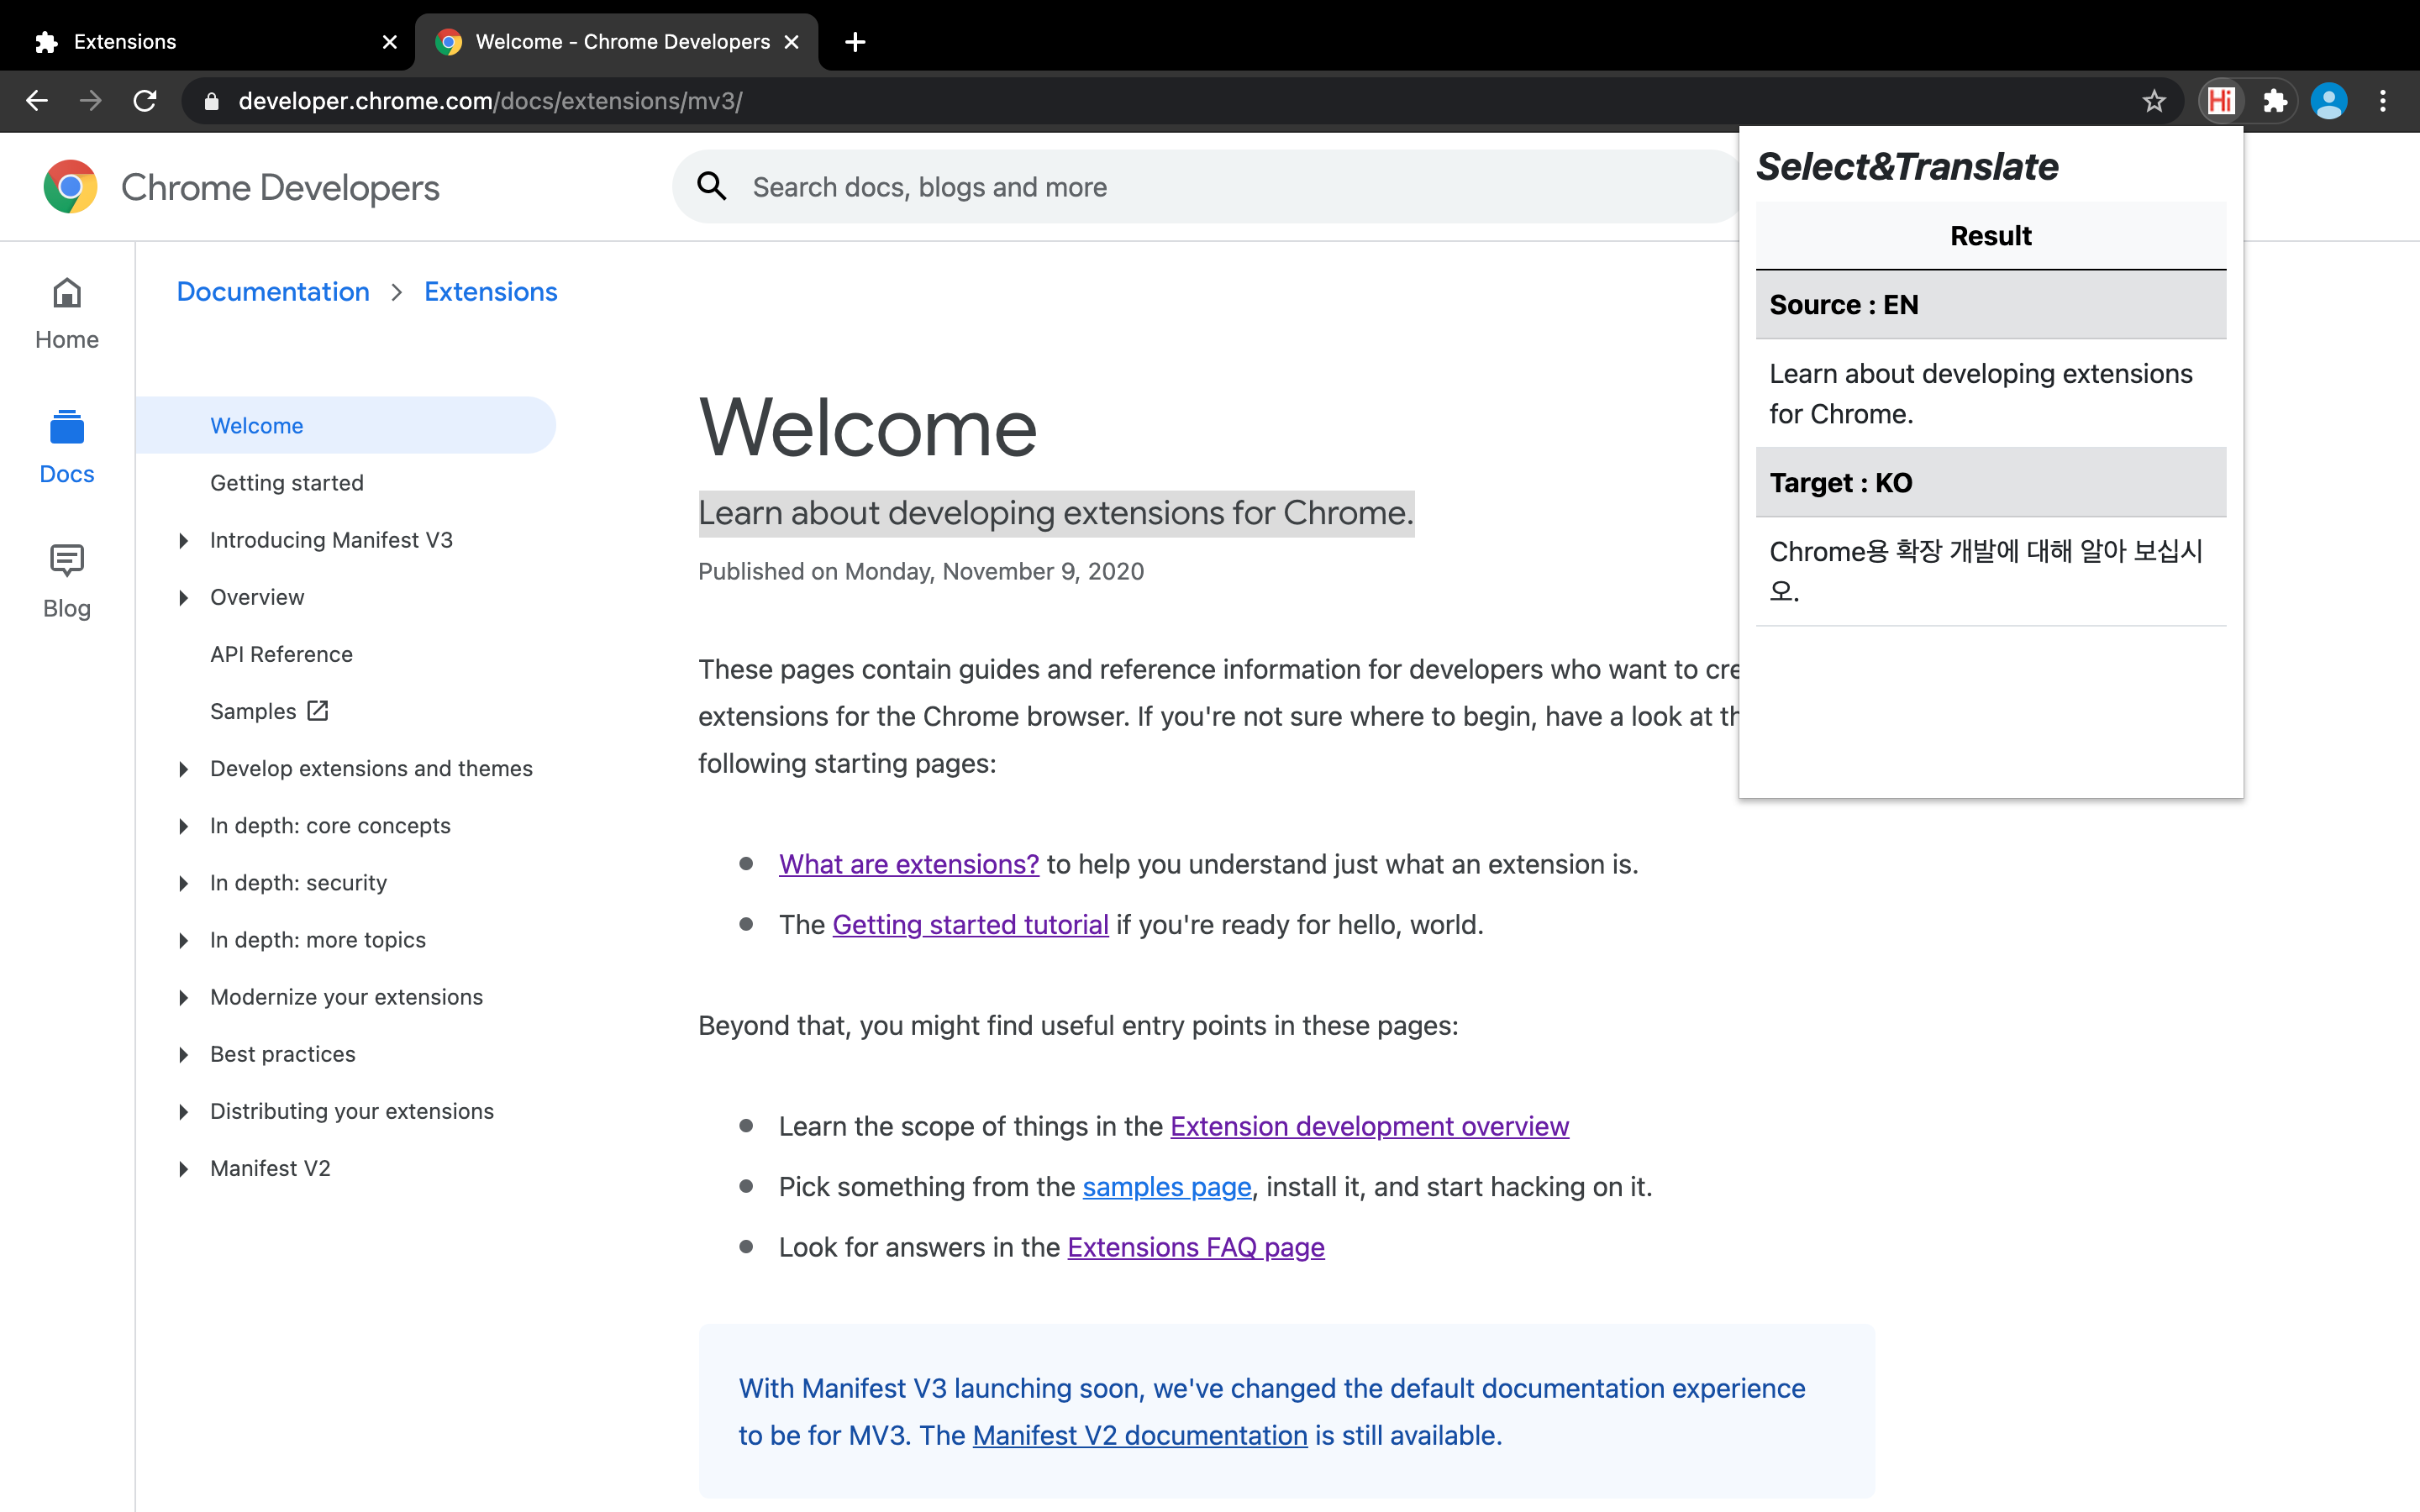 Extensions
Welcome - Chrome Developers
developer.chrome.com/docs/extensions/mv3/
Hi
Chrome Developers
Search docs, blogs and more
Home
Docs
Blog
Documentation > Extensions
Welcome
Getting started
Introducing Manifest V3
Overview
API Reference
Samples
Develop extensions and themes
In depth: core concepts
In depth: security
In depth: more topics
Modernize your extensions
Best practices
Distributing your extensions
Manifest V2
Welcome
Learn about developing extensions for Chrome.
Published on Monday, November 9, 2020
These pages contain guides and reference information for developers who want to cre
extensions for the Chrome browser. If you're not sure where to begin, have a look at th
following starting pages:
What are extensions? to help you understand just what an extension is.
The Getting started tutorial if you're ready for hello, world.
Beyond that, you might find useful entry points in these pages:
Learn the scope of things in the Extension development overview
Pick something from the samples page, install it, and start hacking on it.
Look for answers in the Extensions FAQ page
With Manifest V3 launching soon, we've changed the default documentation experience
to be for MV3. The Manifest V2 documentation is still available.
Select&Translate
Result
Source : EN
Learn about developing extensions
for Chrome.
Target : KO
Chrome용 확장 개발에 대해 알아 보십시
오.